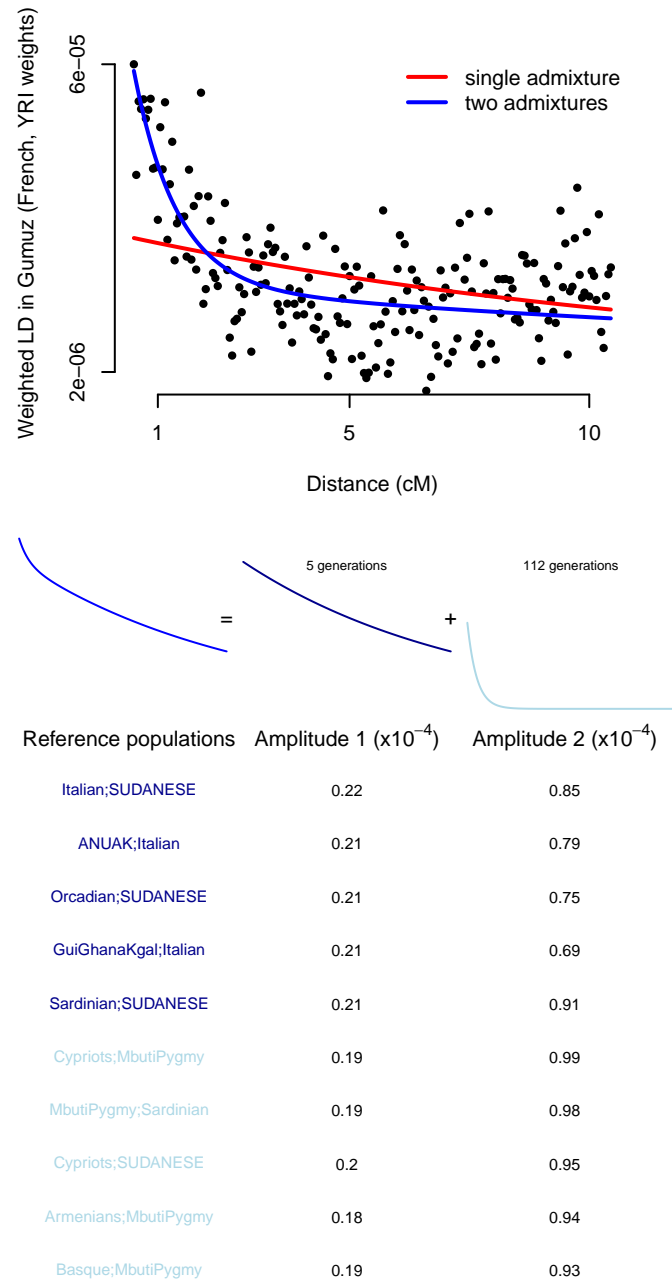 Weighted LD in Gumuz (French, YRI weights)
6e−05
2e−06
single admixture
two admixtures
1 5 10
Distance (cM)
5 generations 112 generations
= +
Reference populations Amplitude 1 (x10⁻⁴) Amplitude 2 (x10⁻⁴)
Italian;SUDANESE 0.22 0.85
ANUAK;Italian 0.21 0.79
Orcadian;SUDANESE 0.21 0.75
GuiGhanaKgal;Italian 0.21 0.69
Sardinian;SUDANESE 0.21 0.91
Cypriots;MbutiPygmy 0.19 0.99
MbutiPygmy;Sardinian 0.19 0.98
Cypriots;SUDANESE 0.2 0.95
Armenians;MbutiPygmy 0.18 0.94
Basque;MbutiPygmy 0.19 0.93